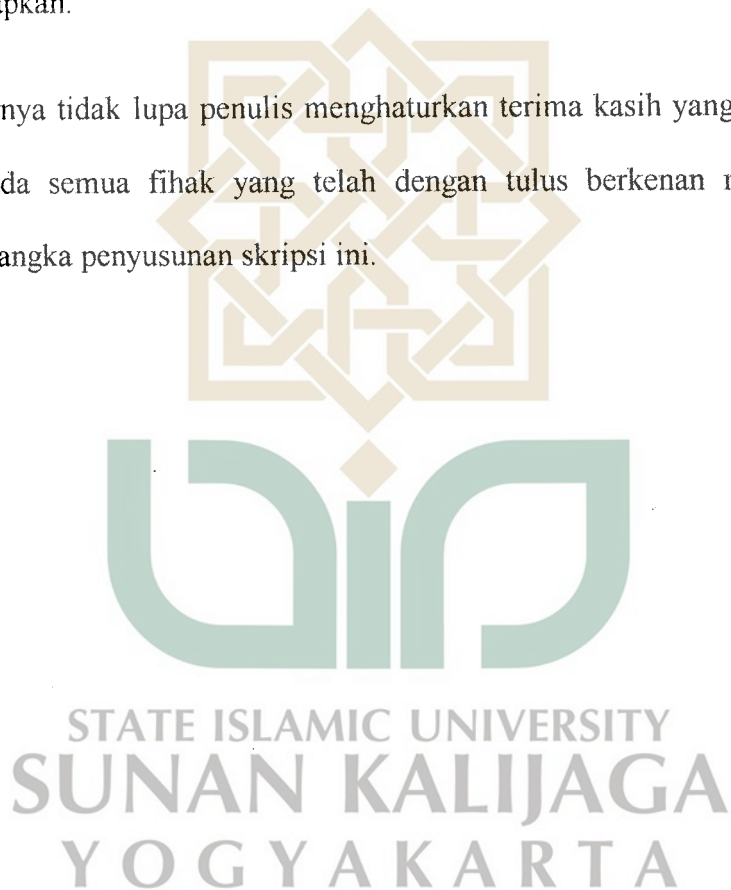 apkan.
nya tidak lupa penulis menghaturkan terima kasih yang
da semua fihak yang telah dengan tulus berkenan
angka penyusunan skripsi ini.
STATE ISLAMIC UNIVERSITY
SUNAN KALIJAGA
YOGYAKARTA